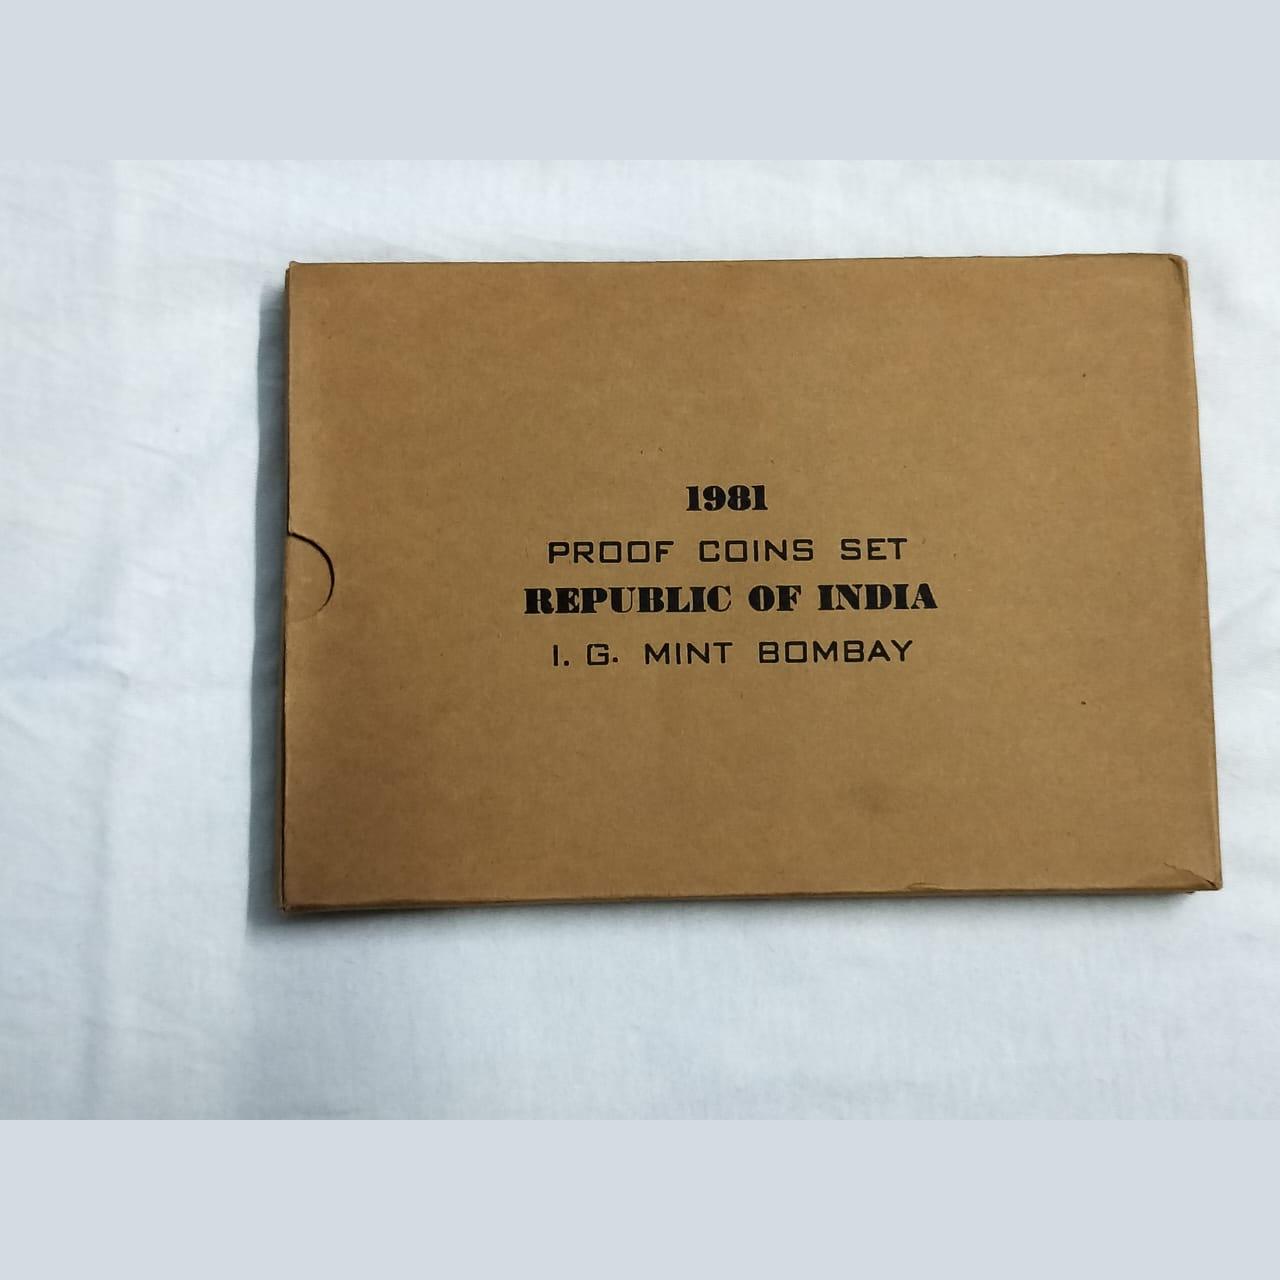 1981
PROOF COINS SET
REPUBLIC OF INDIA
I. G. MINT BOMBAY